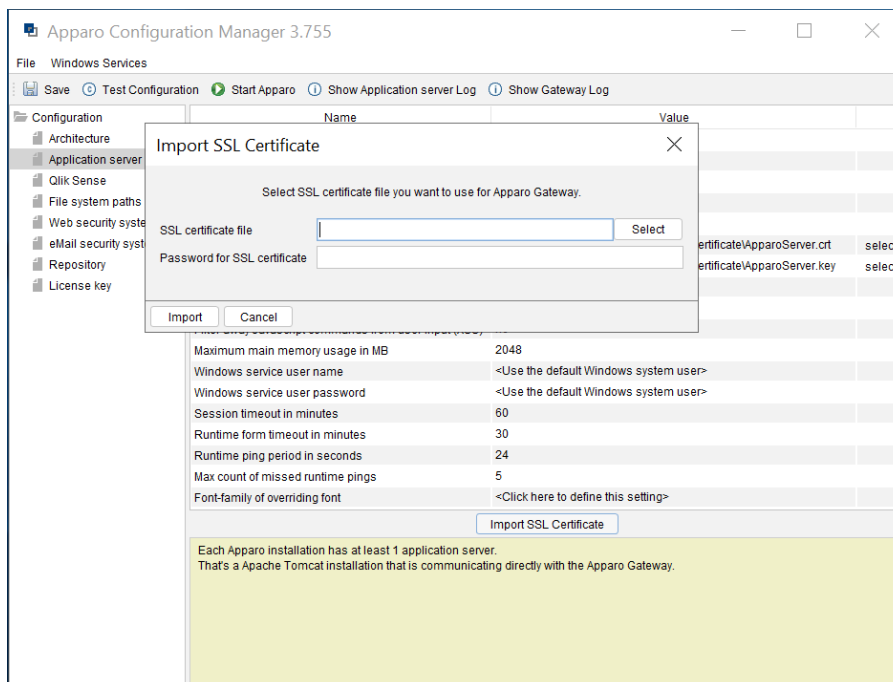 Apparo Configuration Manager 3.755
File Windows Services
Save Test Configuration Start Apparo Show Application server Log Show Gateway Log
Configuration
Architecture
Application server
Qlik Sense
File system paths
Web security syste
eMail security syst
Repository
License key
Name Value
Import SSL Certificate
Select SSL certificate file you want to use for Apparo Gateway.
SSL certificate file Select
Password for SSL certificate
Import Cancel
ertificate\ApparoServer.crt selec
ertificate\ApparoServer.key selec
Maximum main memory usage in MB 2048
Windows service user name <Use the default Windows system user>
Windows service user password <Use the default Windows system user>
Session timeout in minutes 60
Runtime form timeout in minutes 30
Runtime ping period in seconds 24
Max count of missed runtime pings 5
Font-family of overriding font <Click here to define this setting>
Import SSL Certificate
Each Apparo installation has at least 1 application server.
That's a Apache Tomcat installation that is communicating directly with the Apparo Gateway.